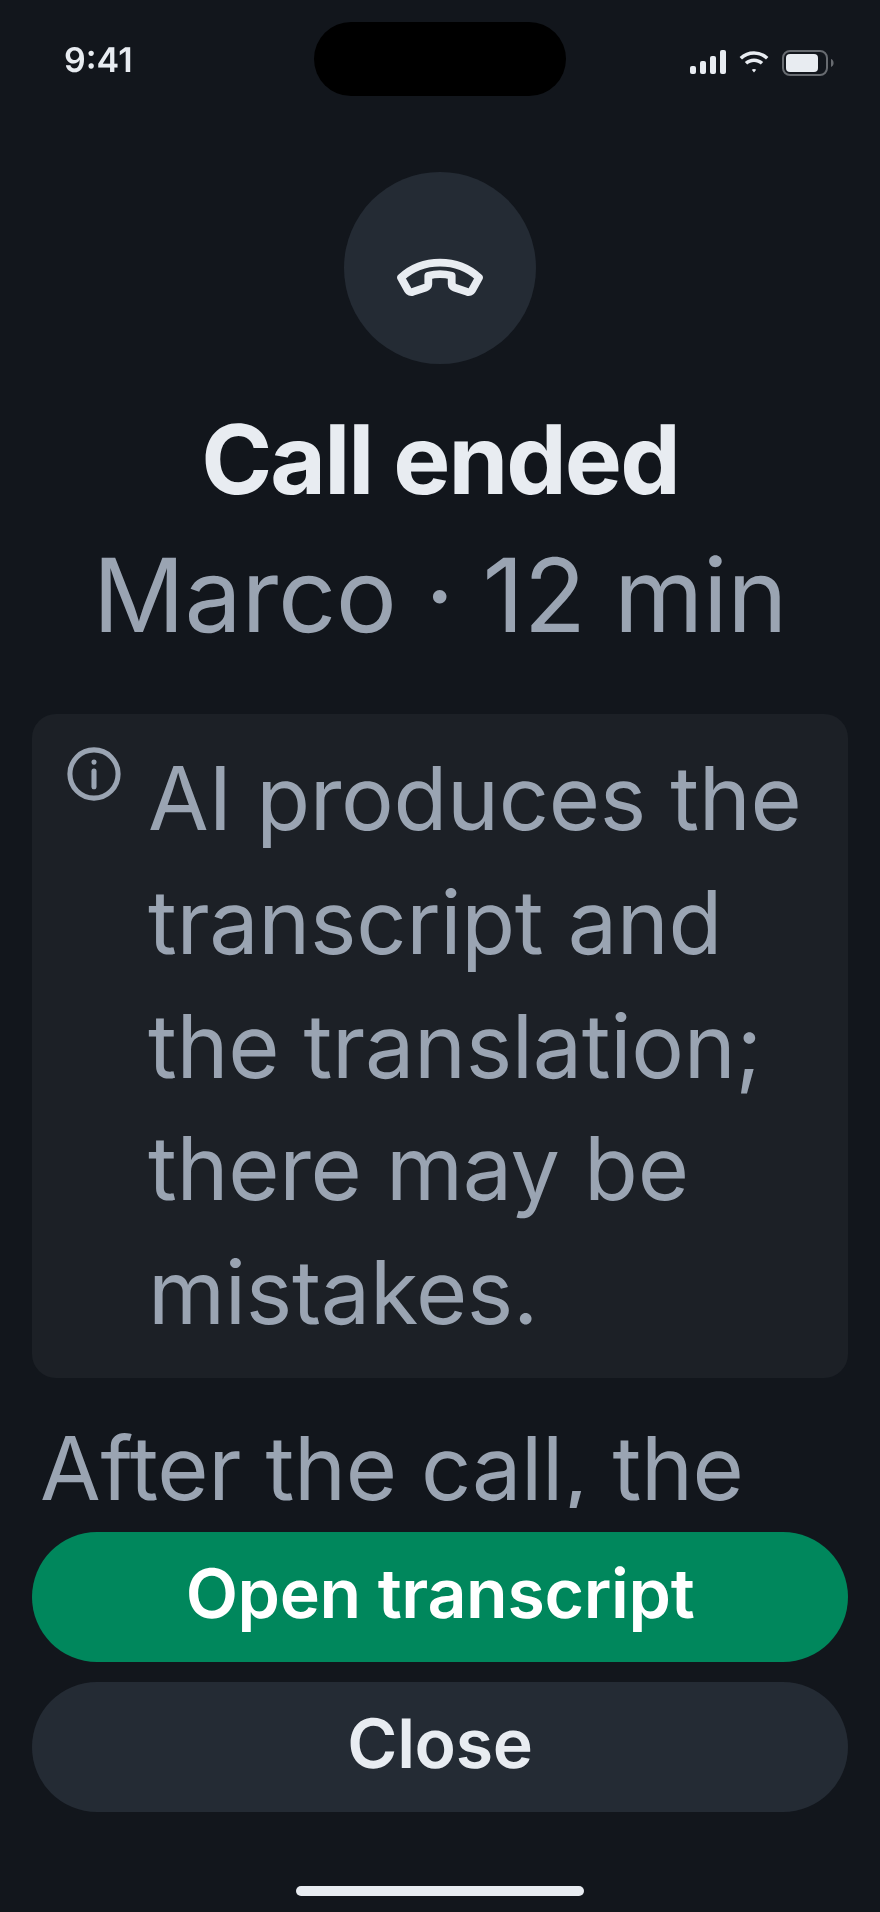 9:41
Call ended
Marco · 12 min
AI produces the
transcript and
the translation;
there may be
mistakes.
After the call, the
Open transcript
Close